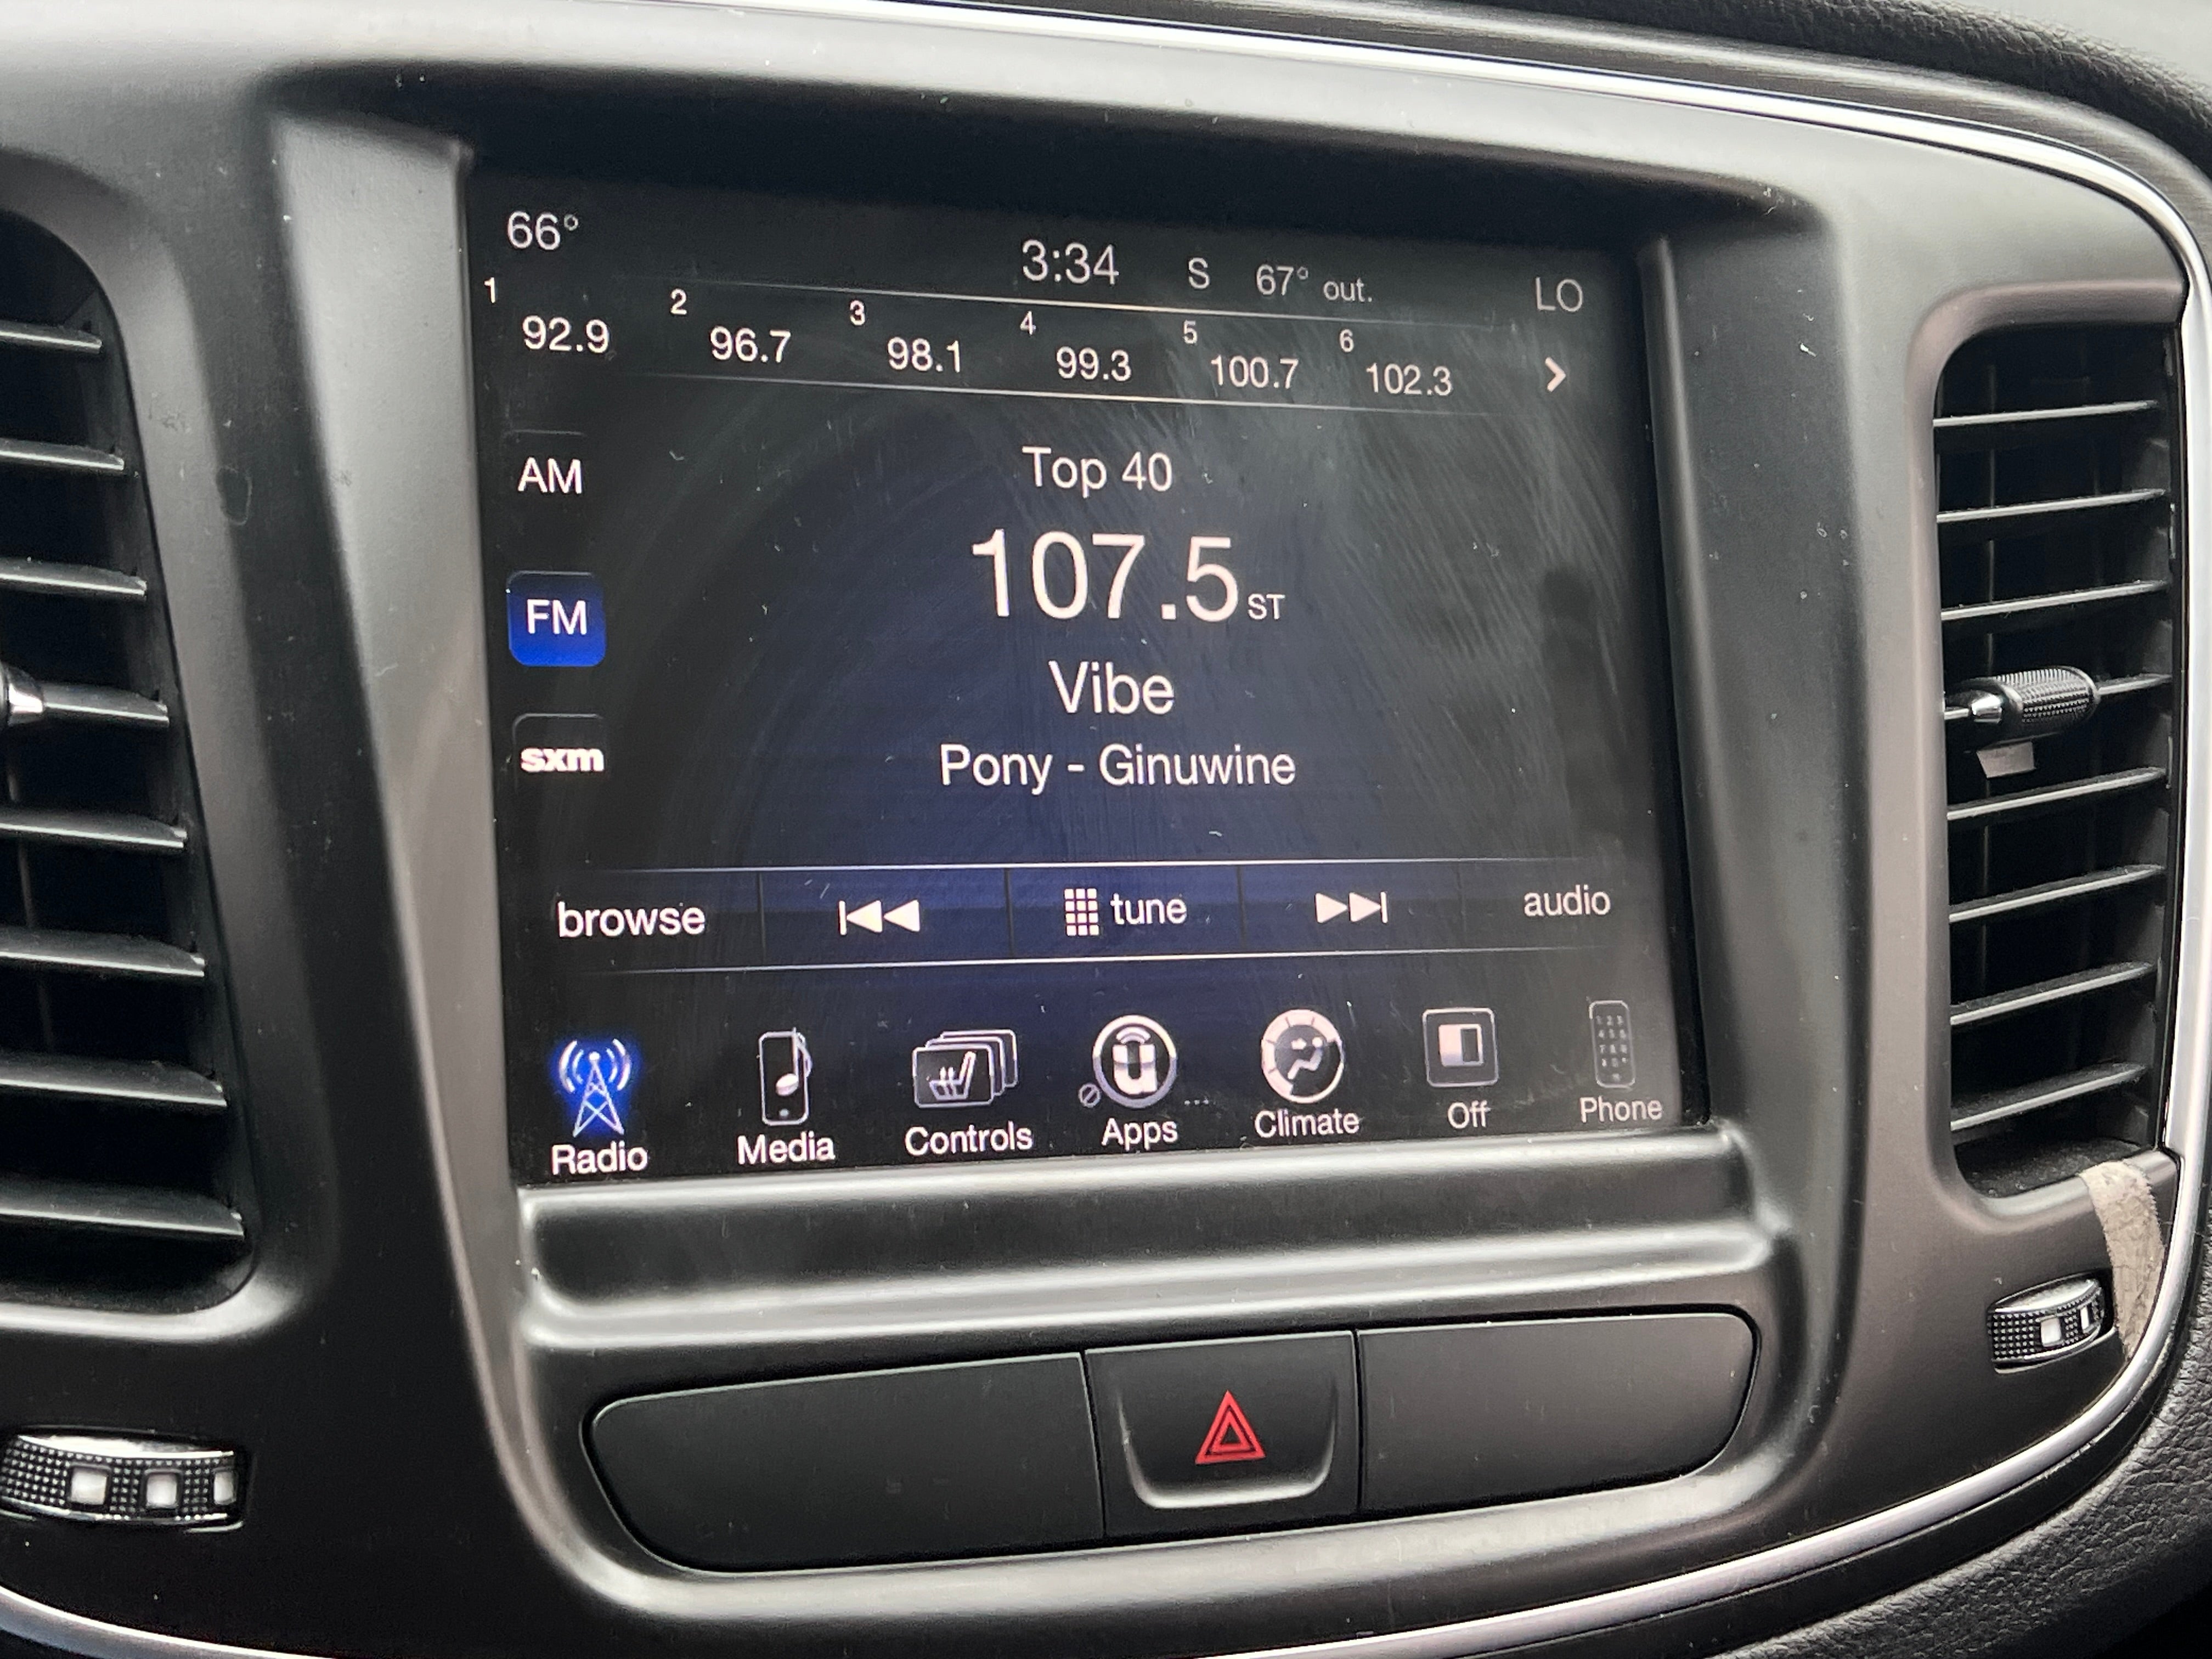 66° 3:34 S 67° out. LO
1 92.9 2 96.7 3 98.1 4 99.3 5 100.7 6 102.3
AM
Top 40
107.5 ST
FM
Vibe
sxm
Pony - Ginuwine
browse tune audio
Radio Media Controls Apps Climate Off Phone